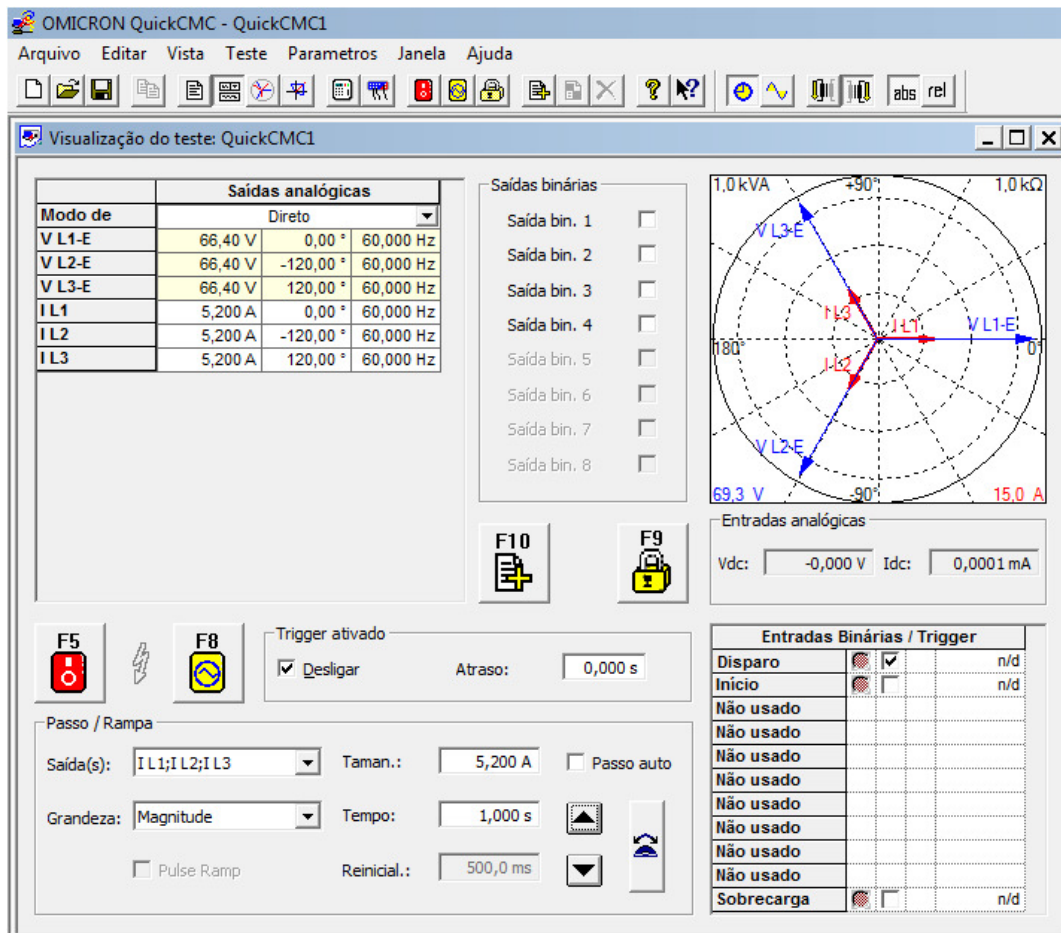 OMICRON QuickCMC - QuickCMC1
Arquivo Editar Vista Teste Parametros Janela Ajuda
abs rel
Visualização do teste: QuickCMC1
Saídas analógicas
Modo de Direto
V L1-E 66,40 V 0,00 ° 60,000 Hz
V L2-E 66,40 V -120,00 ° 60,000 Hz
V L3-E 66,40 V 120,00 ° 60,000 Hz
I L1 5,200 A 0,00 ° 60,000 Hz
I L2 5,200 A -120,00 ° 60,000 Hz
I L3 5,200 A 120,00 ° 60,000 Hz
Saídas binárias
Saída bin. 1
Saída bin. 2
Saída bin. 3
Saída bin. 4
Saída bin. 5
Saída bin. 6
Saída bin. 7
Saída bin. 8
1,0 kVA +90° 1,0 kΩ
V L3-E
I L3 I L1 V L1-E
180° 0°
I L2
V L2-E
69,3 V -90° 15,0 A
F10
F9
Entradas analógicas
Vdc: -0,000 V Idc: 0,0001 mA
F5
F8
Trigger ativado
Desligar Atraso: 0,000 s
Passo / Rampa
Saída(s): I L1;I L2;I L3 Taman.: 5,200 A Passo auto
Grandeza: Magnitude Tempo: 1,000 s
Pulse Ramp Reinicial.: 500,0 ms
Entradas Binárias / Trigger
Disparo n/d
Início n/d
Não usado
Não usado
Não usado
Não usado
Não usado
Não usado
Não usado
Não usado
Sobrecarga n/d